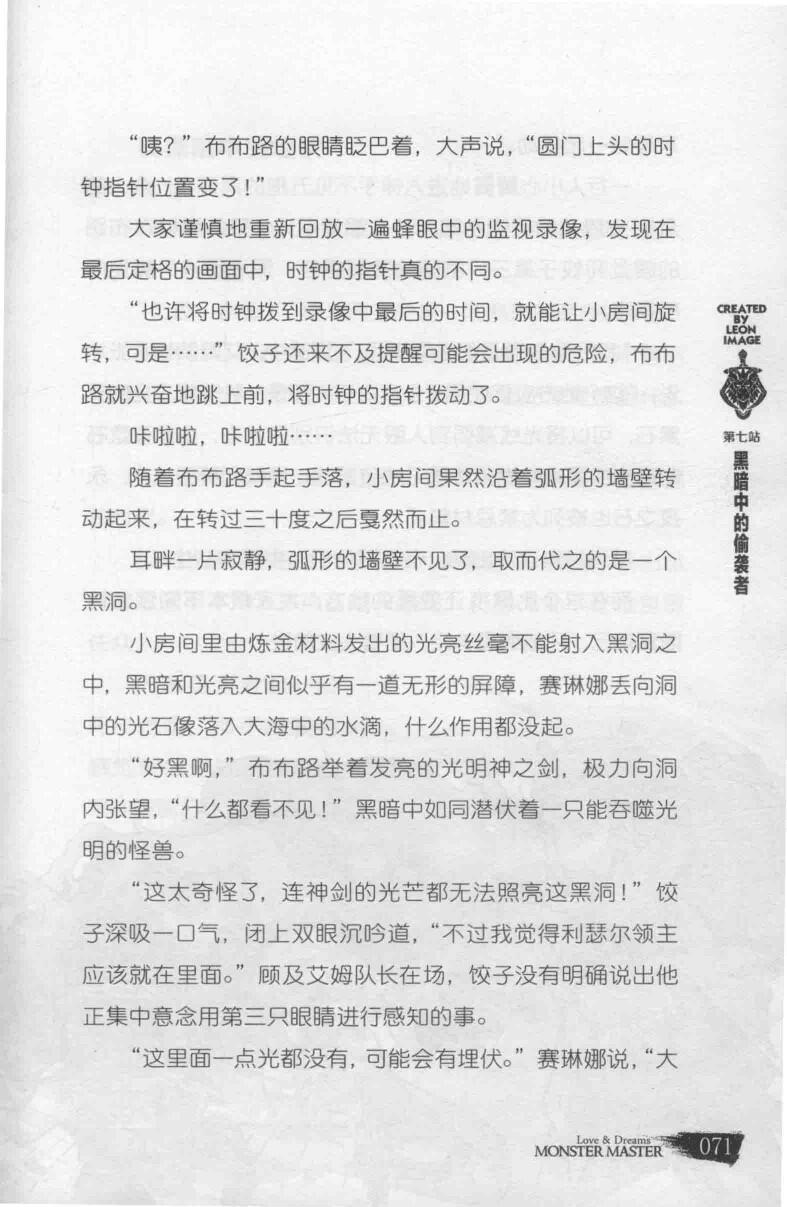 “咦？”布布路的眼睛眨巴着，大声说，“圆门上头的时
钟指针位置变了！”
大家谨慎地重新回放一遍蜂眼中的监视录像，发现在
最后定格的画面中，时钟的指针真的不同。
“也许将时钟拨到录像中最后的时间，就能让小房间旋
转，可是……”饺子还来不及提醒可能会出现的危险，布布
路就兴奋地跳上前，将时钟的指针拨动了。
咔啦啦，咔啦啦……
随着布布路手起手落，小房间果然沿着弧形的墙壁转
动起来，在转过三十度之后戛然而止。
耳畔一片寂静，弧形的墙壁不见了，取而代之的是一个
黑洞。
小房间里由炼金材料发出的光亮丝毫不能射入黑洞之
中，黑暗和光亮之间似乎有一道无形的屏障，赛琳娜丢向洞
中的光石像落入大海中的水滴，什么作用都没起。
“好黑啊，”布布路举着发亮的光明神之剑，极力向洞
内张望，“什么都看不见！”黑暗中如同潜伏着一只能吞噬光
明的怪兽。
“这太奇怪了，连神剑的光芒都无法照亮这黑洞！”饺
子深吸一口气，闭上双眼沉吟道，“不过我觉得利瑟尔领主
应该就在里面。”顾及艾姆队长在场，饺子没有明确说出他
正集中意念用第三只眼睛进行感知的事。
“这里面一点光都没有，可能会有埋伏。”赛琳娜说，“大
CREATED
BY
LEON
IMAGE
第七站
黑暗中的偷袭者
Love & Dreams
MONSTER MASTER
071